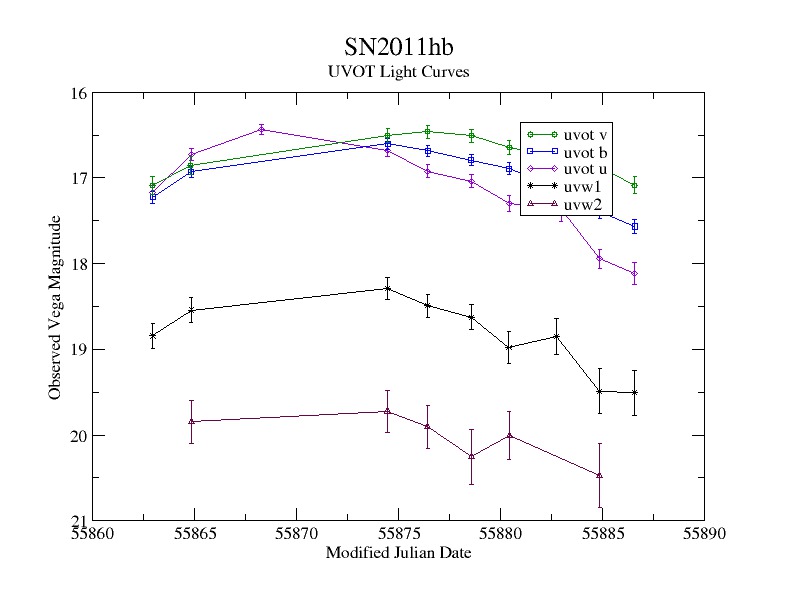 SN2011hb
UVOT Light Curves
16
17
18
19
20
21
Observed Vega Magnitude
uvot v
uvot b
uvot u
uvw1
uvw2
55860 55865 55870 55875 55880 55885 55890
Modified Julian Date